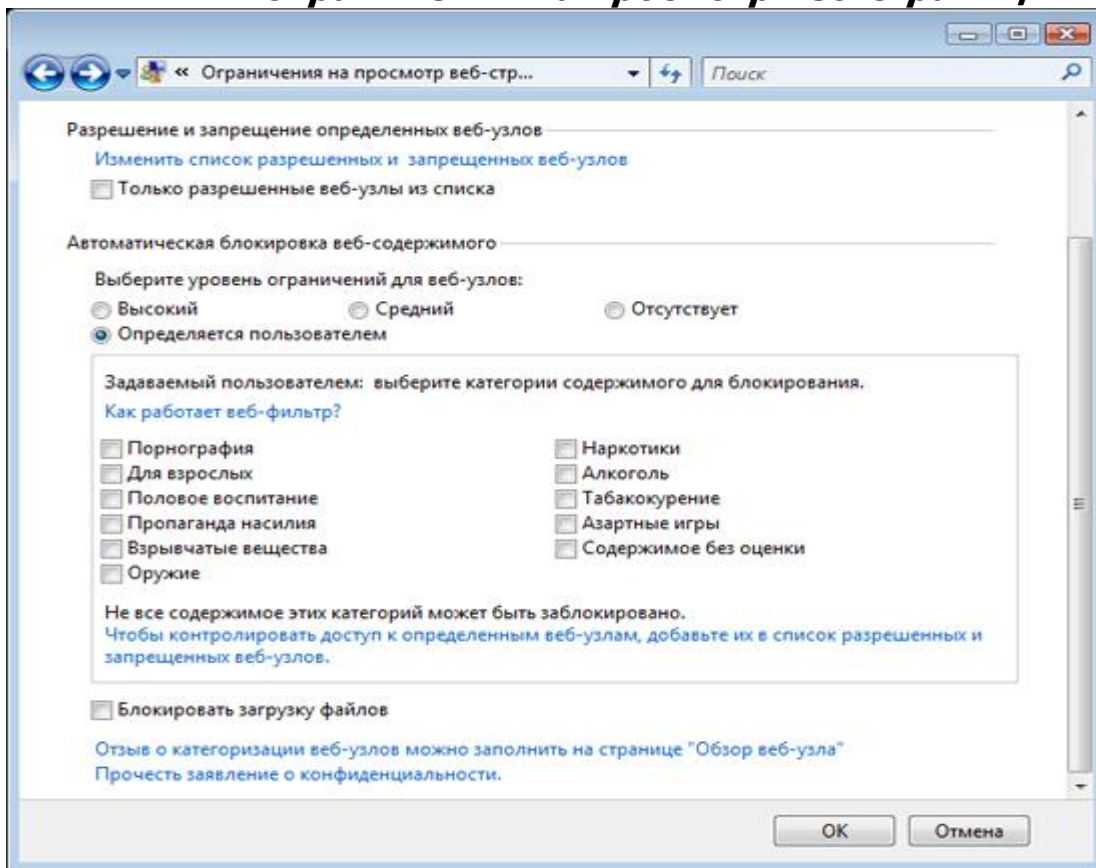 « Ограничения на просмотр веб-стр... Поиск
Разрешение и запрещение определенных веб-узлов
Изменить список разрешенных и запрещенных веб-узлов
Только разрешенные веб-узлы из списка
Автоматическая блокировка веб-содержимого
Выберите уровень ограничений для веб-узлов:
Высокий Средний Отсутствует
Определяется пользователем
Задаваемый пользователем: выберите категории содержимого для блокирования.
Как работает веб-фильтр?
Порнография Наркотики
Для взрослых Алкоголь
Половое воспитание Табакокурение
Пропаганда насилия Азартные игры
Взрывчатые вещества Содержимое без оценки
Оружие
Не все содержимое этих категорий может быть заблокировано.
Чтобы контролировать доступ к определенным веб-узлам, добавьте их в список разрешенных и
запрещенных веб-узлов.
Блокировать загрузку файлов
Отзыв о категоризации веб-узлов можно заполнить на странице "Обзор веб-узла"
Прочесть заявление о конфиденциальности.
ОК Отмена